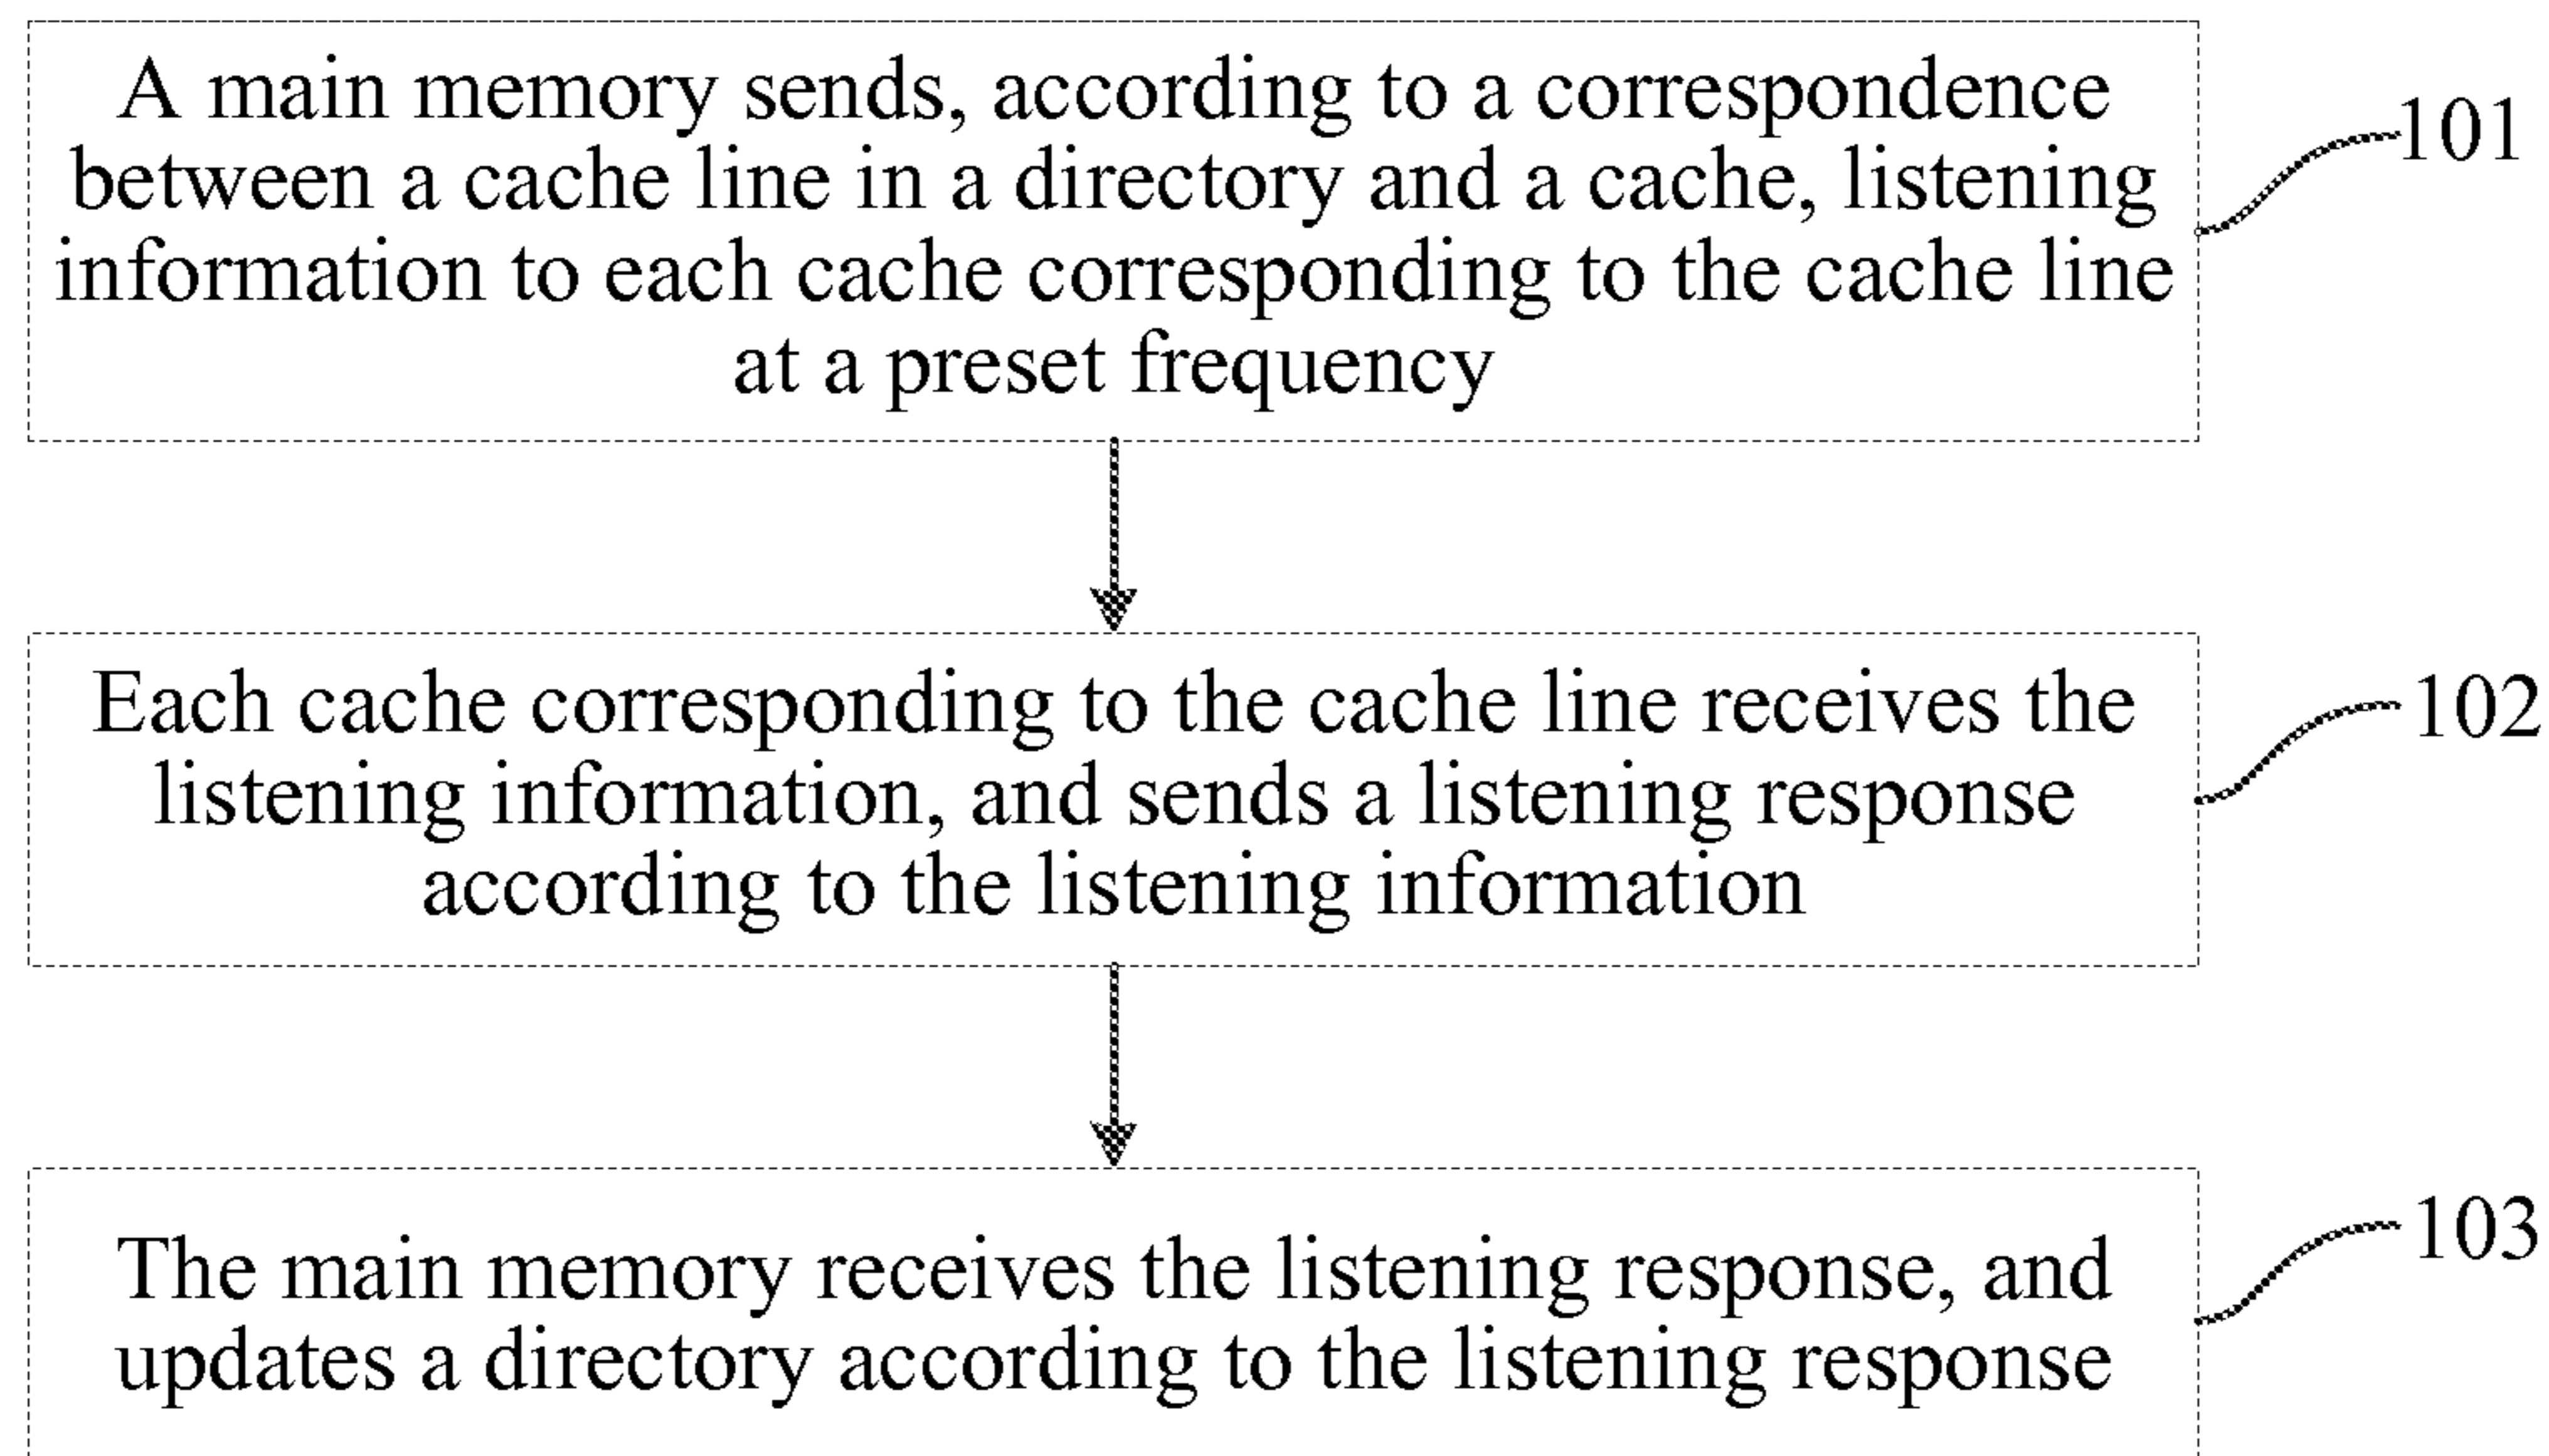 A main memory sends, according to a correspondence
between a cache line in a directory and a cache, listening
information to each cache corresponding to the cache line
at a preset frequency
101
Each cache corresponding to the cache line receives the
listening information, and sends a listening response
according to the listening information
102
The main memory receives the listening response, and
updates a directory according to the listening response
103